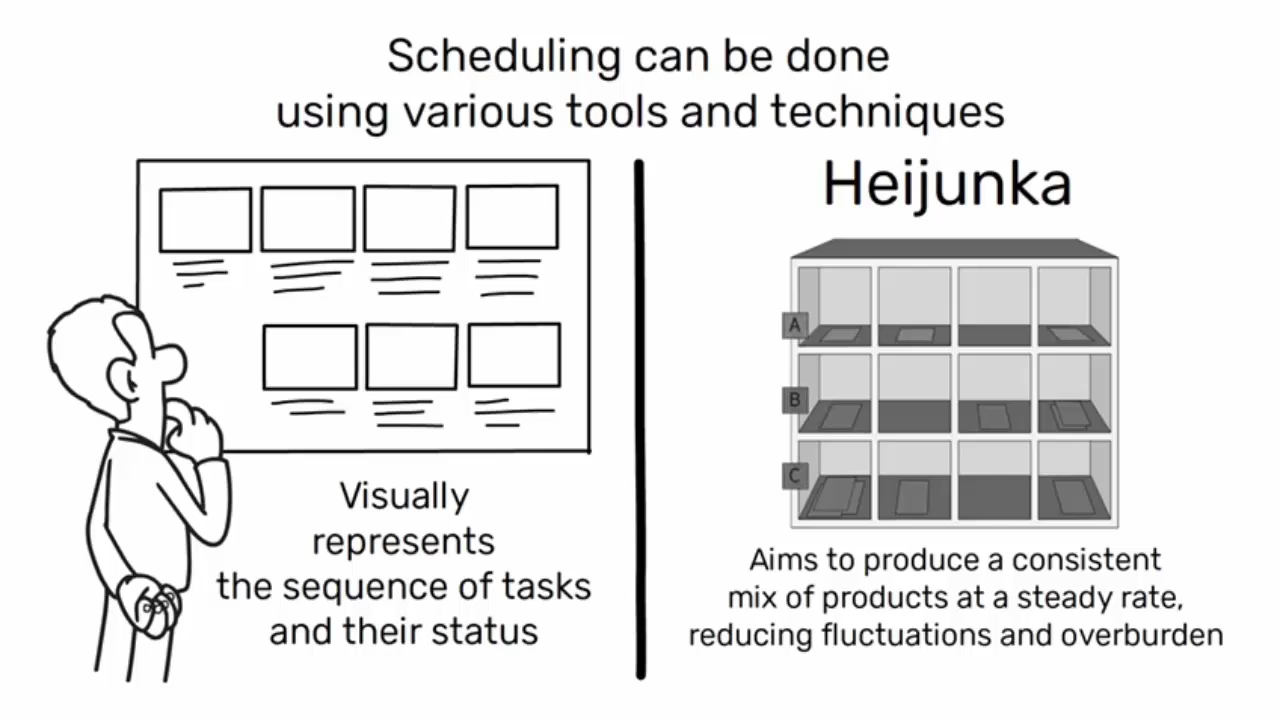 Scheduling can be done
using various tools and techniques
Visually
represents
the sequence of tasks
and their status
Heijunka
A
B
C
Aims to produce a consistent
mix of products at a steady rate,
reducing fluctuations and overburden